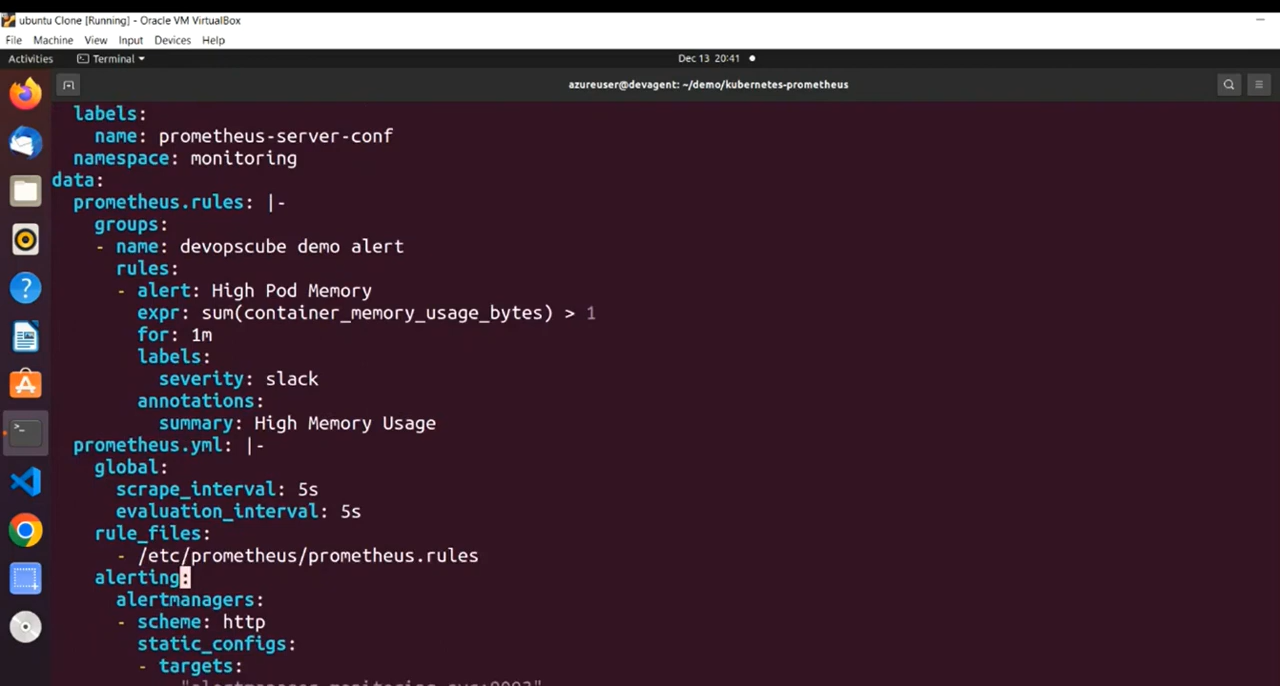 ubuntu Clone [Running] - Oracle VM VirtualBox
File Machine View Input Devices Help
Activities Terminal Dec 13 20:41
azureuser@devagent: ~/demo/kubernetes-prometheus
labels:
name: prometheus-server-conf
namespace: monitoring
data:
prometheus.rules: |-
groups:
- name: devopscube demo alert
rules:
- alert: High Pod Memory
expr: sum(container_memory_usage_bytes) > 1
for: 1m
labels:
severity: slack
annotations:
summary: High Memory Usage
prometheus.yml: |-
global:
scrape_interval: 5s
evaluation_interval: 5s
rule_files:
- /etc/prometheus/prometheus.rules
alerting:
alertmanagers:
- scheme: http
static_configs:
- targets: